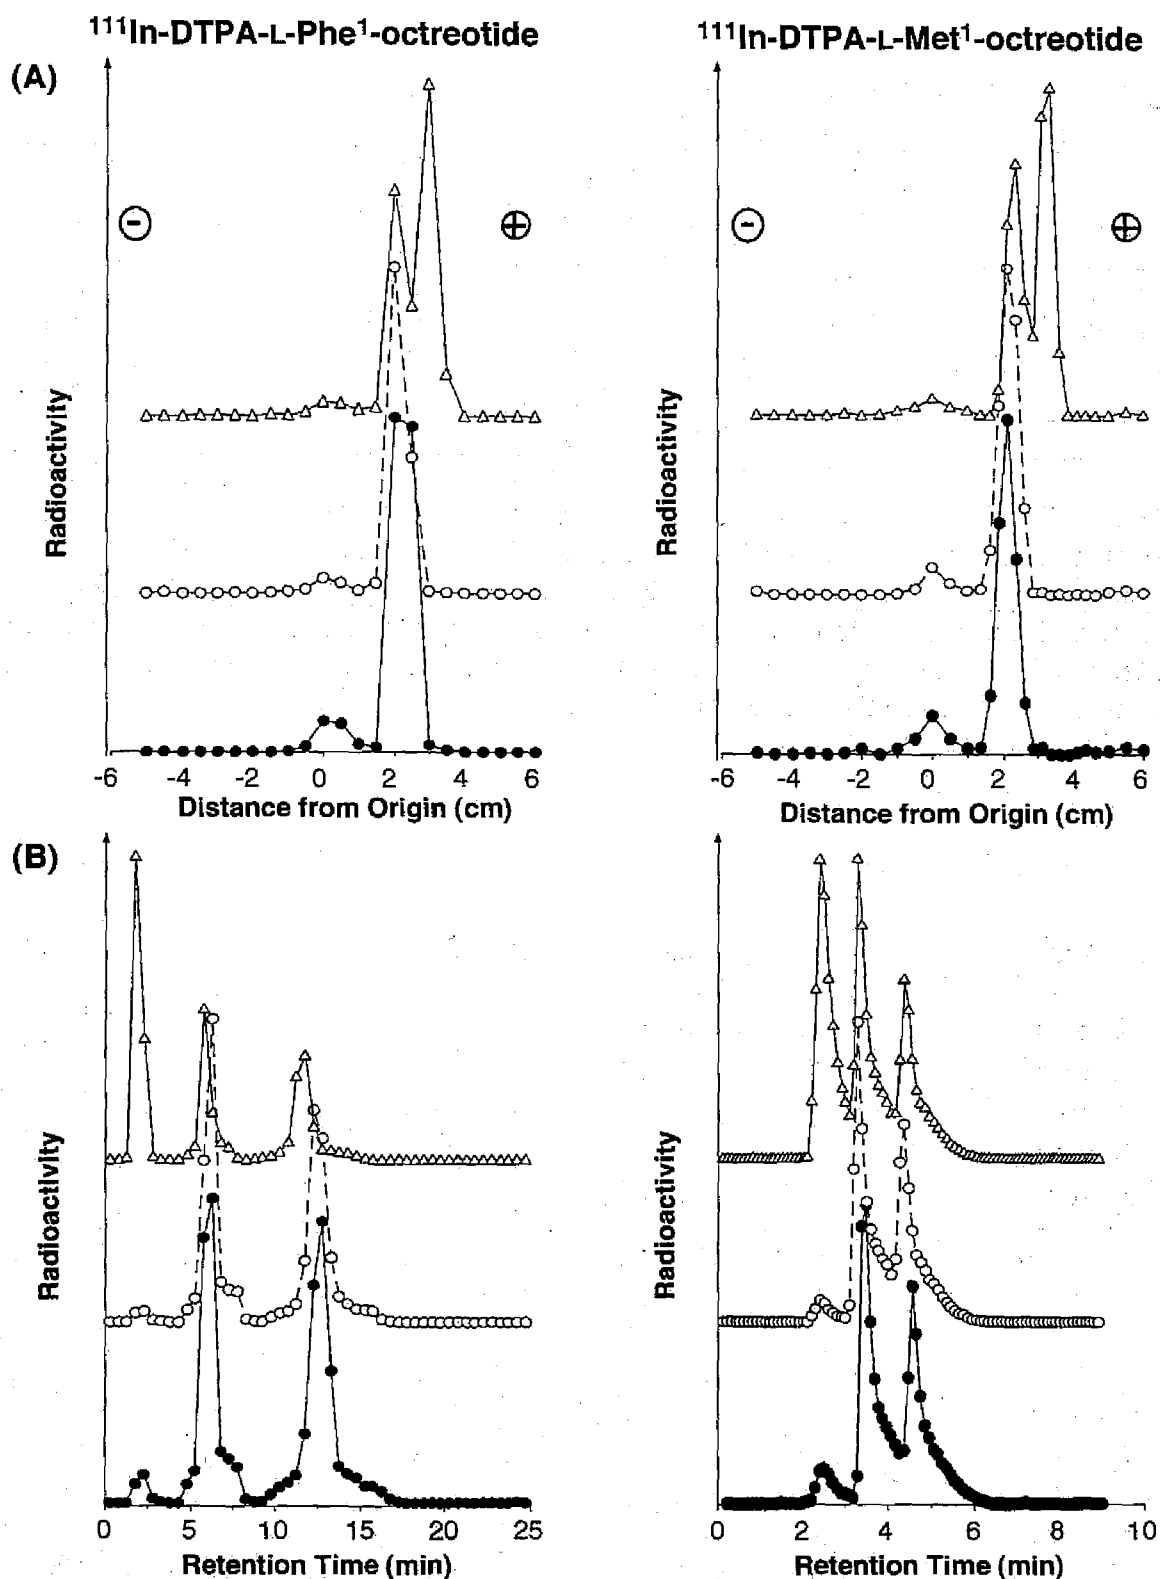 ¹¹¹In-DTPA-L-Phe¹-octreotide
¹¹¹In-DTPA-L-Met¹-octreotide
(A)
Radioactivity
-6 -4 -2 0 2 4 6
Distance from Origin (cm)
Radioactivity
-6 -4 -2 0 2 4 6
Distance from Origin (cm)
(B)
Radioactivity
0 5 10 15 20 25
Retention Time (min)
Radioactivity
0 2 4 6 8 10
Retention Time (min)